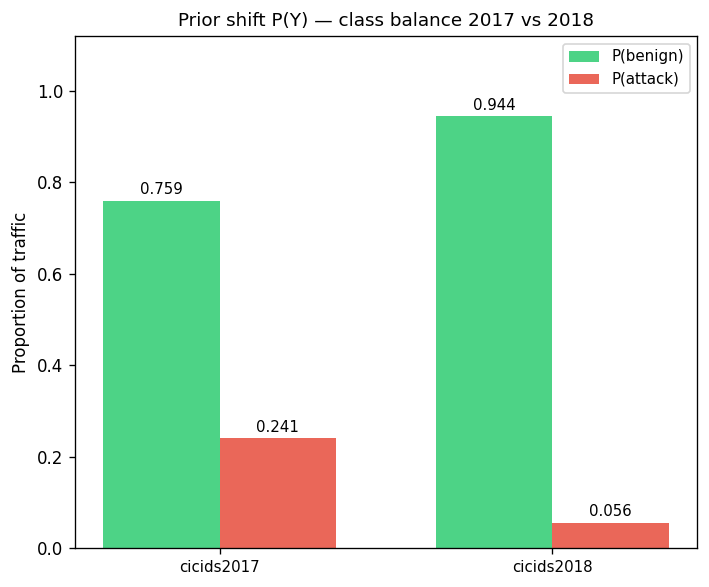 Prior shift P(Y) — class balance 2017 vs 2018
P(benign)
P(attack)
Proportion of traffic
1.0
0.8
0.6
0.4
0.2
0.0
0.759
0.241
0.944
0.056
cicids2017
cicids2018